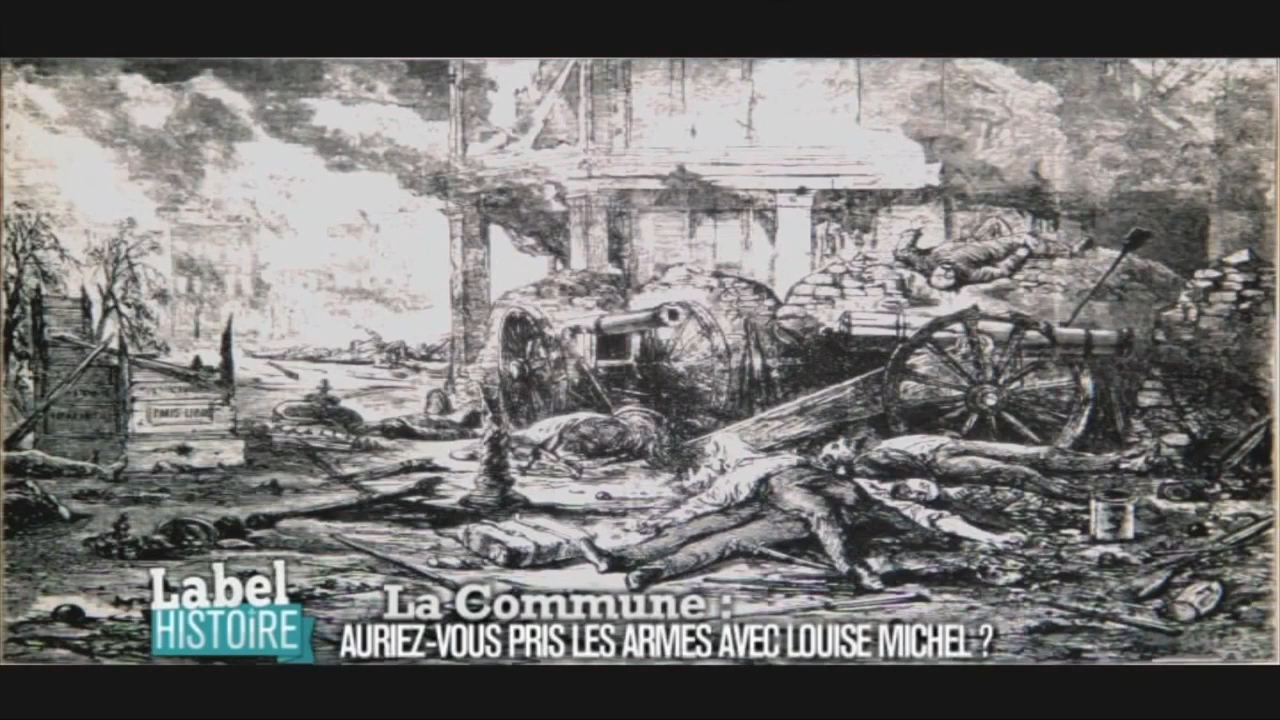 Label
HISTOiRE
La Commune :
AURIEZ-VOUS PRIS LES ARMES AVEC LOUISE MICHEL ?